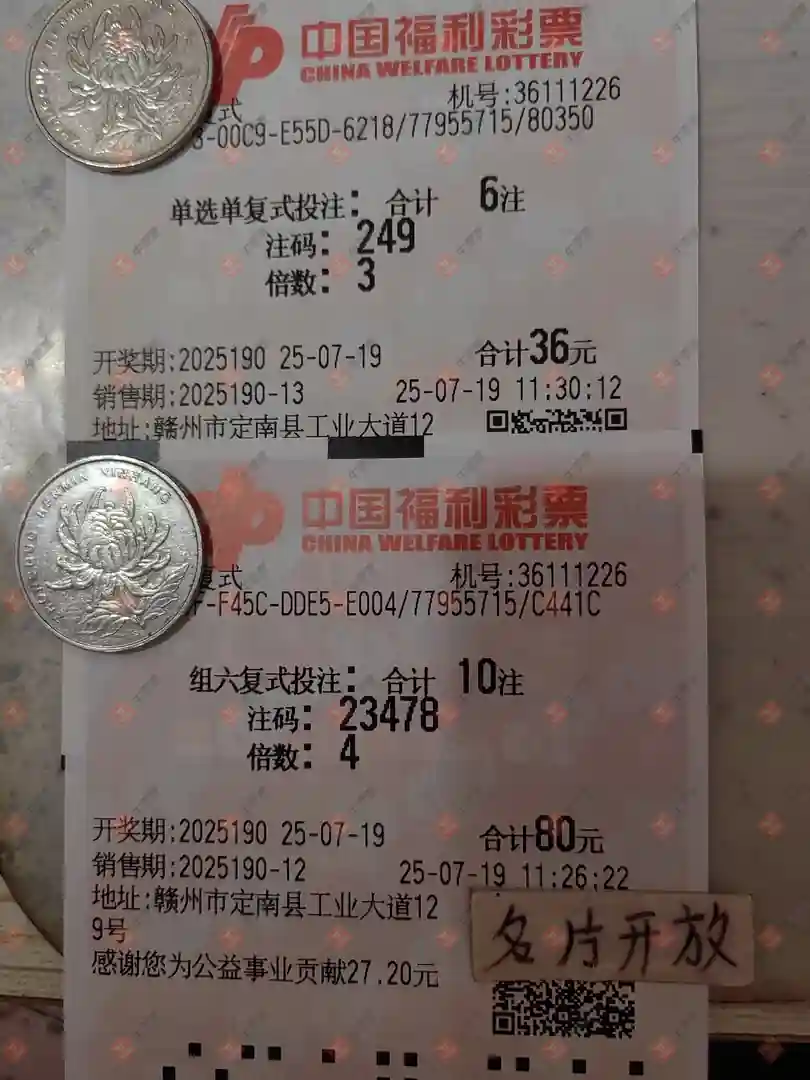 中国福利彩票
CHINA WELFARE LOTTERY
机号:36111226
复式
-00C9-E55D-6218/77955715/80350
单选单复式投注: 合计 6注
注码: 249
倍数: 3
开奖期:2025190 25-07-19 合计36元
销售期:2025190-13 25-07-19 11:30:12
地址:赣州市定南县工业大道12
中国福利彩票
CHINA WELFARE LOTTERY
复式 机号:36111226
F-F45C-DDE5-E004/77955715/C441C
组六复式投注: 合计 10注
注码: 23478
倍数: 4
开奖期:2025190 25-07-19 合计80元
销售期:2025190-12 25-07-19 11:26:22
地址:赣州市定南县工业大道12
9号
名片开放
感谢您为公益事业贡献27.20元